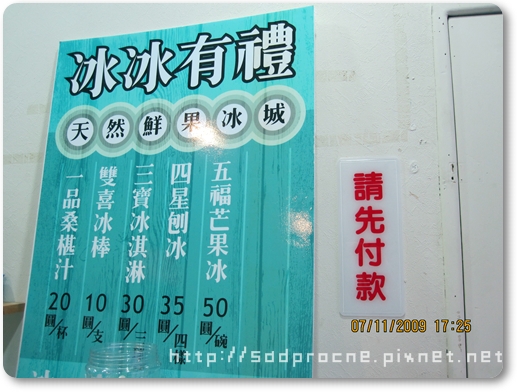 冰冰有禮
天然鮮果冰城
一品桑椹汁 20圓/杯
雙喜冰棒 10圓/支
三寶冰淇淋 30圓/三
四星刨冰 35圓/四
五福芒果冰 50圓/碗
請先付款
07/11/2009 17:25
http://sddprocne.pixnet.net